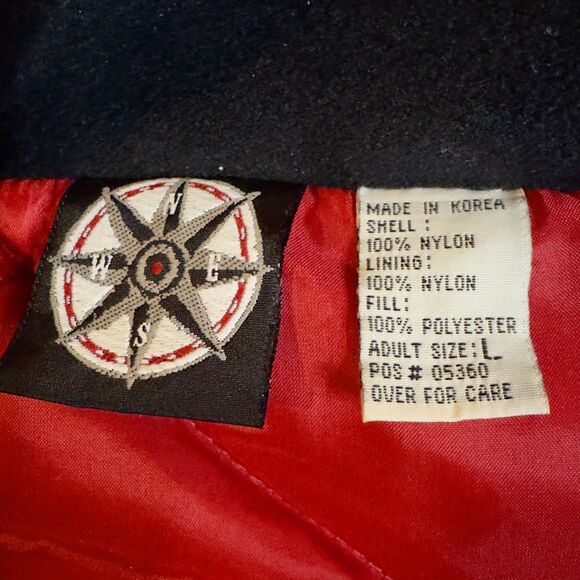 N
W E
S
MADE IN KOREA
SHELL:
100% NYLON
LINING:
100% NYLON
FILL:
100% POLYESTER
ADULT SIZE: L
POS # 05360
OVER FOR CARE